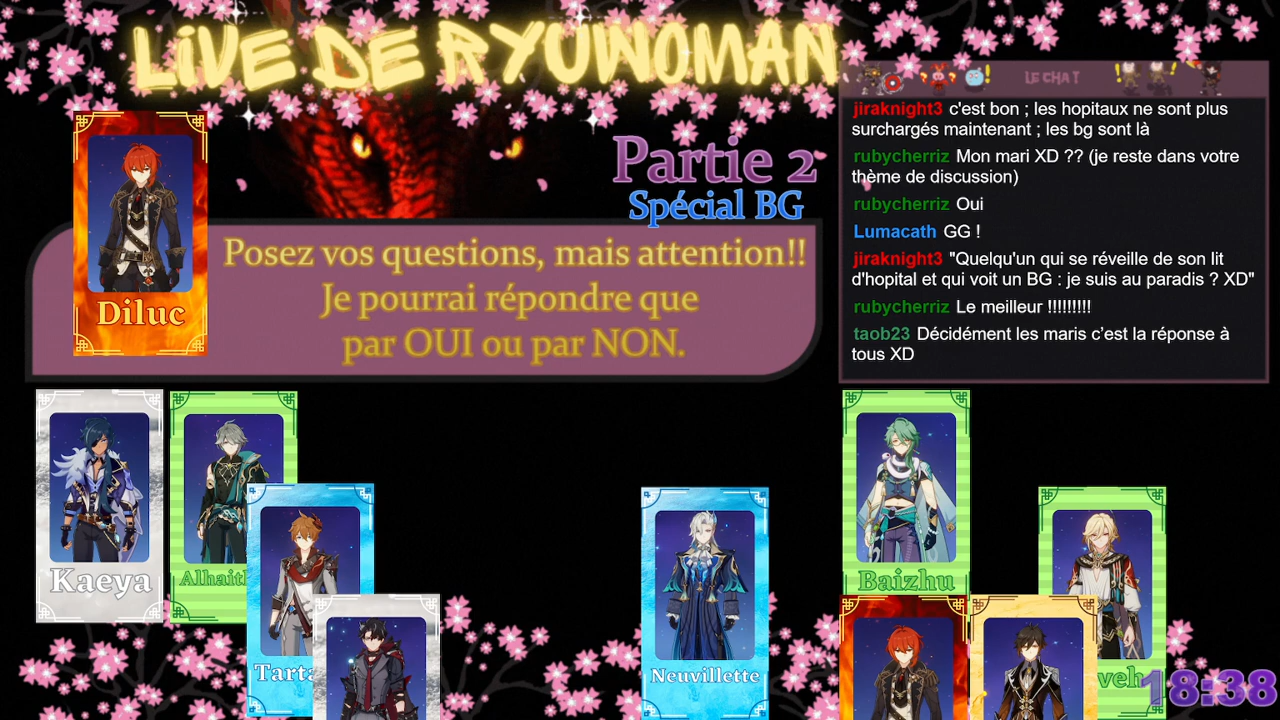 LIVE DE RYUWOMAN
LE CHAT
jiraknight3 c'est bon ; les hopitaux ne sont plus
surchargés maintenant ; les bg sont là
rubycherriz Mon mari XD ?? (je reste dans votre
thème de discussion)
rubycherriz Oui
Lumacath GG !
jiraknight3 "Quelqu'un qui se réveille de son lit
d'hopital et qui voit un BG : je suis au paradis ? XD"
rubycherriz Le meilleur !!!!!!!!!
taob23 Décidément les maris c'est la réponse à
tous XD
Partie 2
Spécial BG
Posez vos questions, mais attention!!
Je pourrai répondre que
par OUI ou par NON.
Diluc
Kaeya
Alhait
Tarta
Neuvillette
Baizhu
veh
18:38